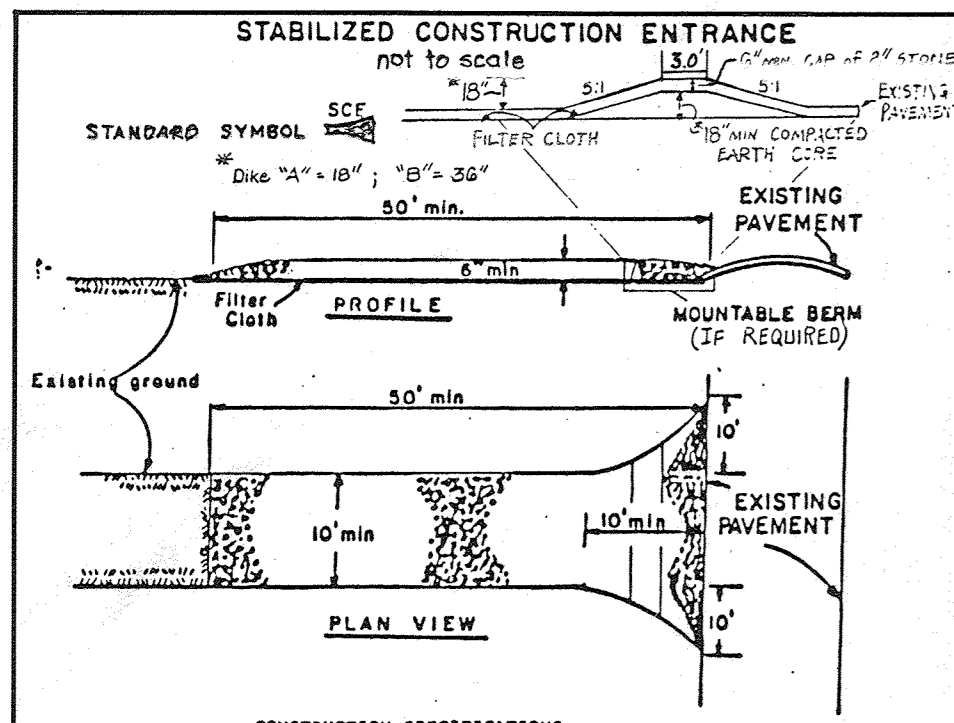 STABILIZED CONSTRUCTION ENTRANCE
not to scale
3.0'
6" MIN. CAP of 2" STONE
*18"
5:1
5:1
EXISTING PAVEMENT
STANDARD SYMBOL
SCE
FILTER CLOTH
*18" MIN COMPACTED
EARTH CORE
* Dike "A" = 18" ; "B" = 36"
50' min.
EXISTING
PAVEMENT
6" min
Filter
Cloth
PROFILE
MOUNTABLE BERM
(IF REQUIRED)
Existing ground
50' min
10'
10' min
10' min
EXISTING
PAVEMENT
10'
PLAN VIEW
CONSTRUCTION SPECIFICATIONS